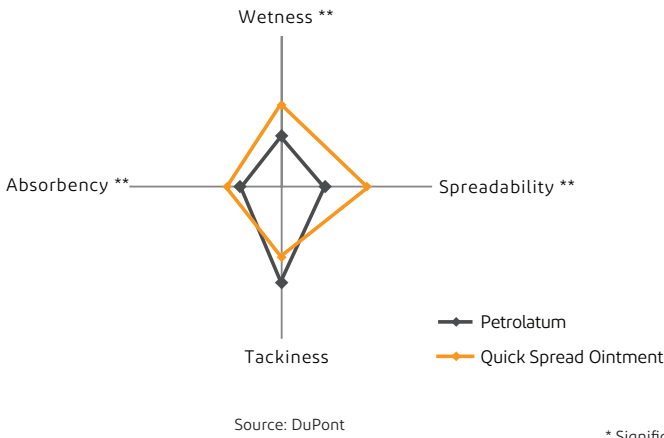 Wetness **
Absorbency **
Spreadability **
Tackiness
Petrolatum
Quick Spread Ointment
Source: DuPont
*